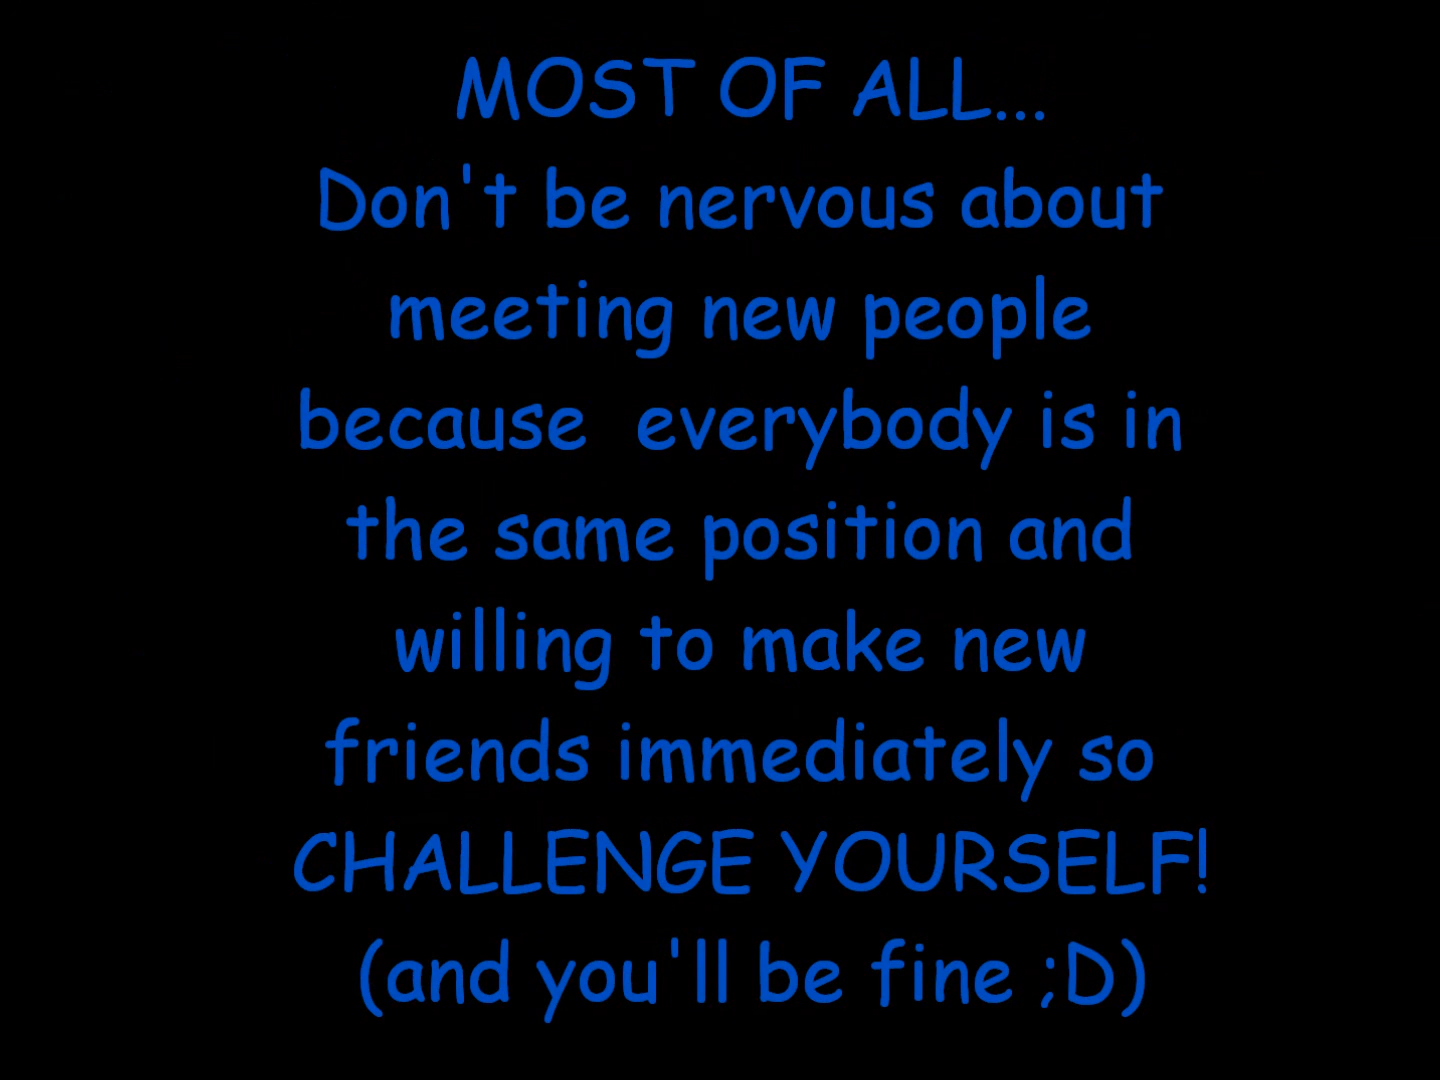 MOST OF ALL...
Don't be nervous about
meeting new people
because  everybody is in
the same position and
willing to make new
friends immediately so
CHALLENGE YOURSELF!
(and you'll be fine ;D)